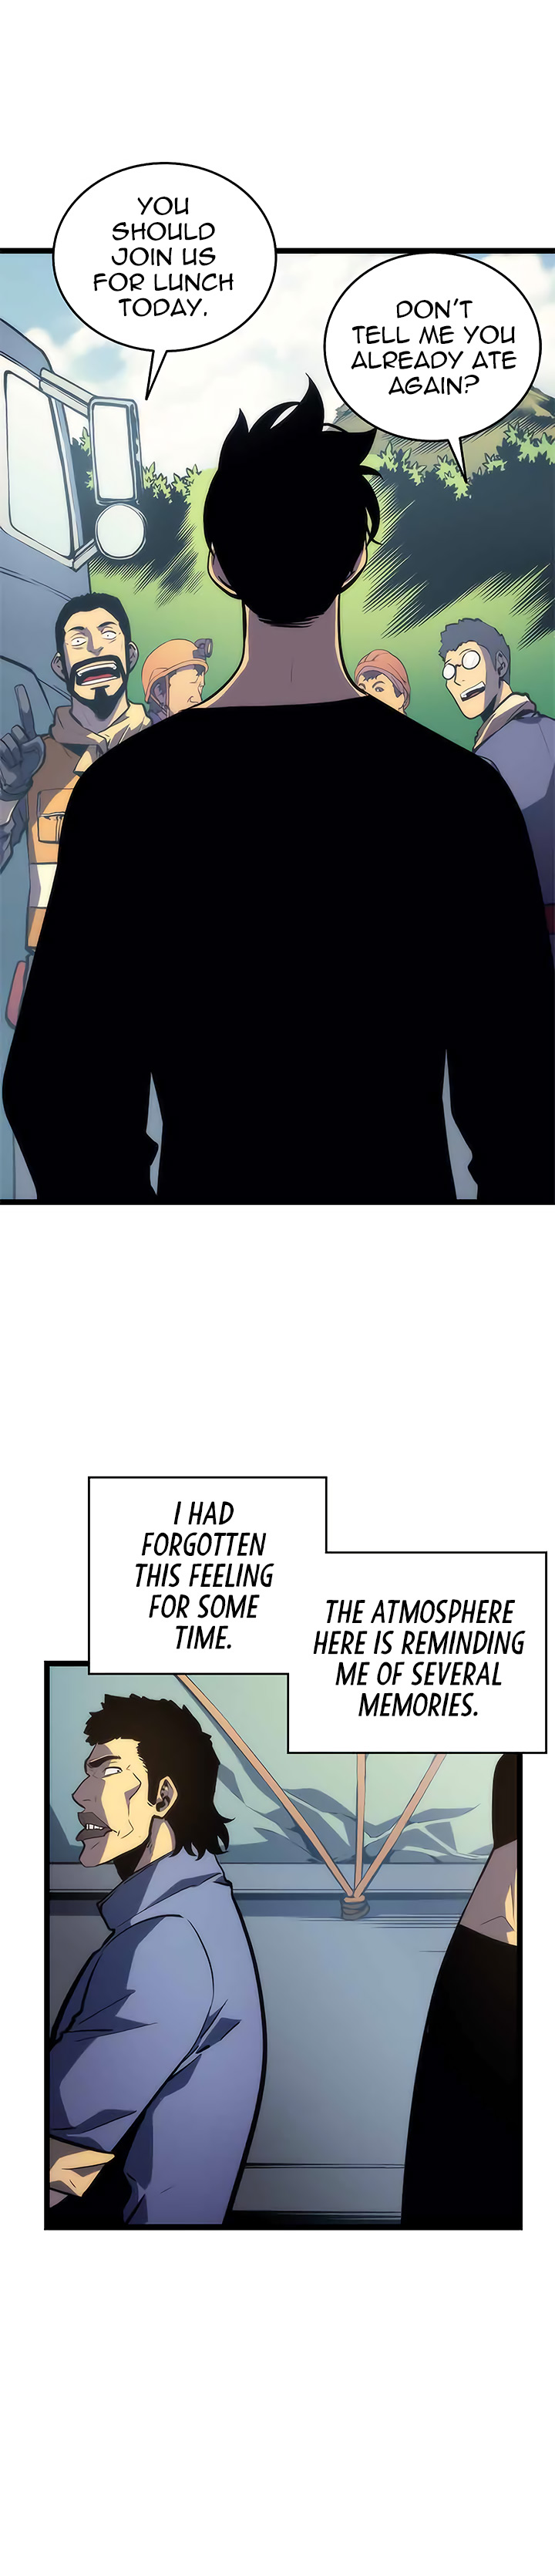 YOU
SHOULD
JOIN US
FOR LUNCH
TODAY.
DON'T
TELL ME YOU
ALREADY ATE
AGAIN?
I HAD
FORGOTTEN
THIS FEELING
FOR SOME
TIME.
THE ATMOSPHERE
HERE IS REMINDING
ME OF SEVERAL
MEMORIES.